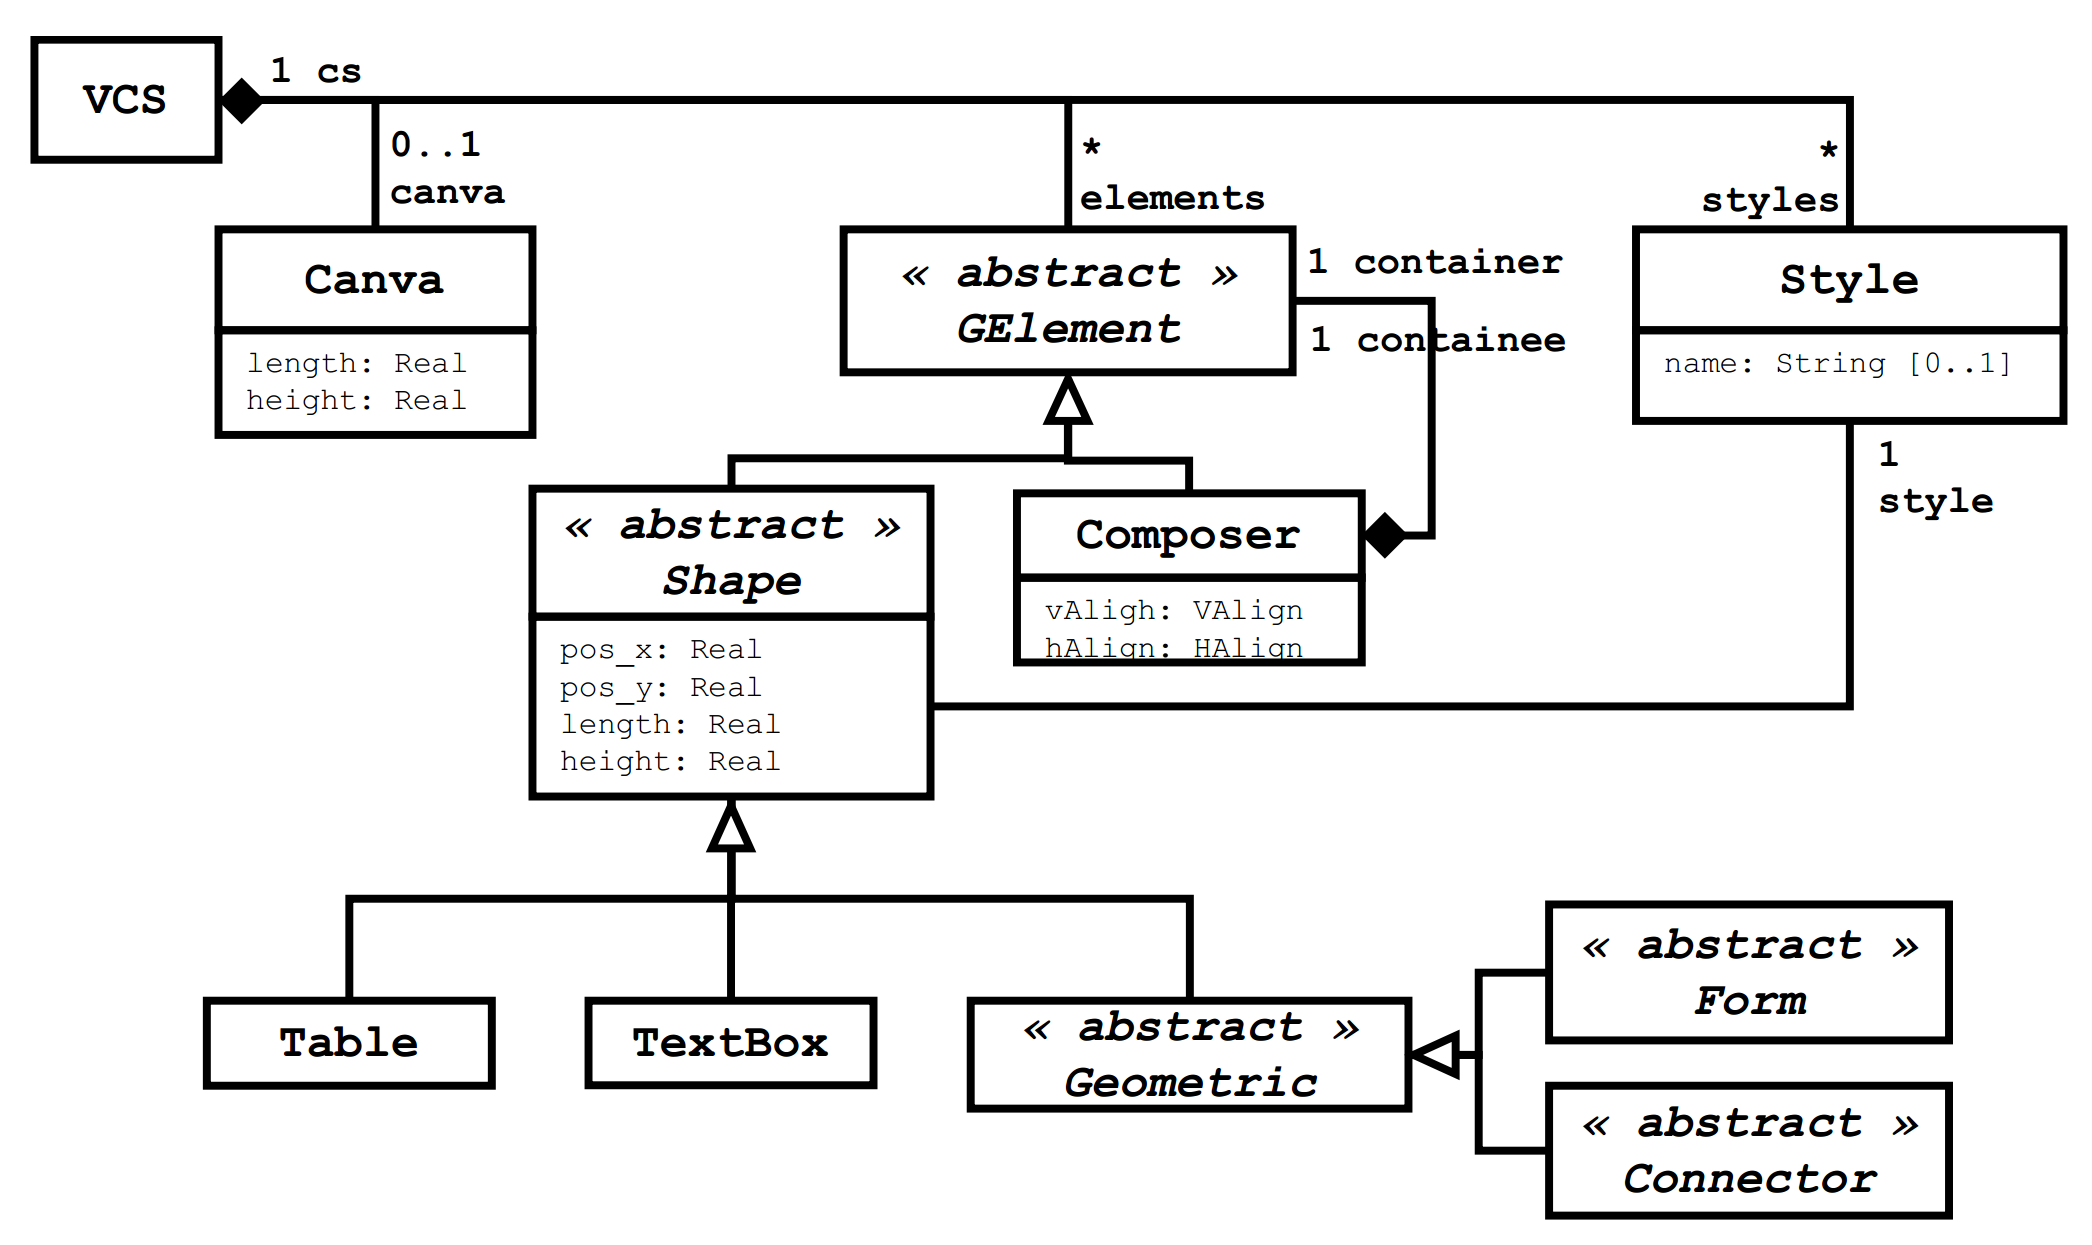 VCS
1 cs
0..1
canva
*
elements
*
styles
Canva
length: Real
height: Real
« abstract »
GElement
1 container
1 containee
Style
name: String [0..1]
1
style
« abstract »
Shape
pos_x: Real
pos_y: Real
length: Real
height: Real
Composer
vAligh: VAlign
hAlign: HAlign
Table
TextBox
« abstract »
Geometric
« abstract »
Form
« abstract »
Connector